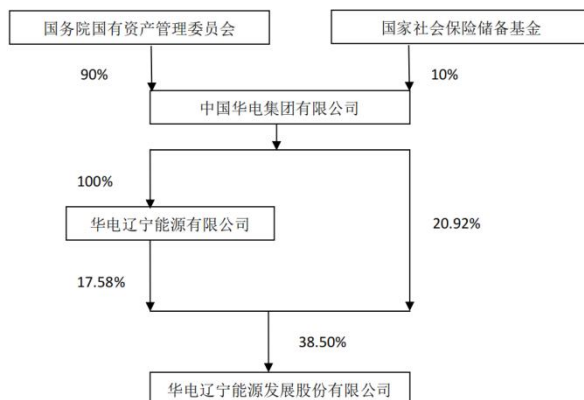 国务院国有资产管理委员会
国家社会保险储备基金
90%
10%
中国华电集团有限公司
100%
华电辽宁能源有限公司
20.92%
17.58%
38.50%
华电辽宁能源发展股份有限公司